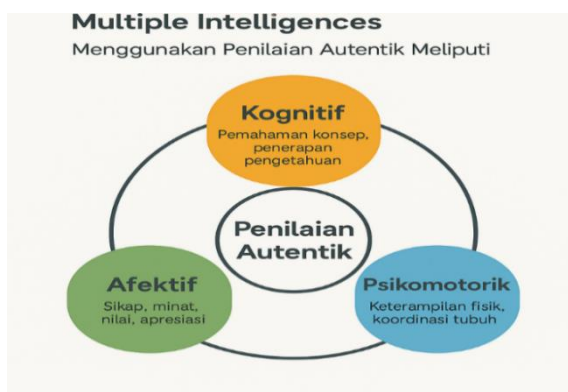 Multiple Intelligences
Menggunakan Penilaian Autentik Meliputi
Kognitif
Pemahaman konsep,
penerapan
pengetahuan
Penilaian
Autentik
Afektif
Sikap, minat,
nilai, apresiasi
Psikomotorik
Keterampilan fisik,
koordinasi tubuh